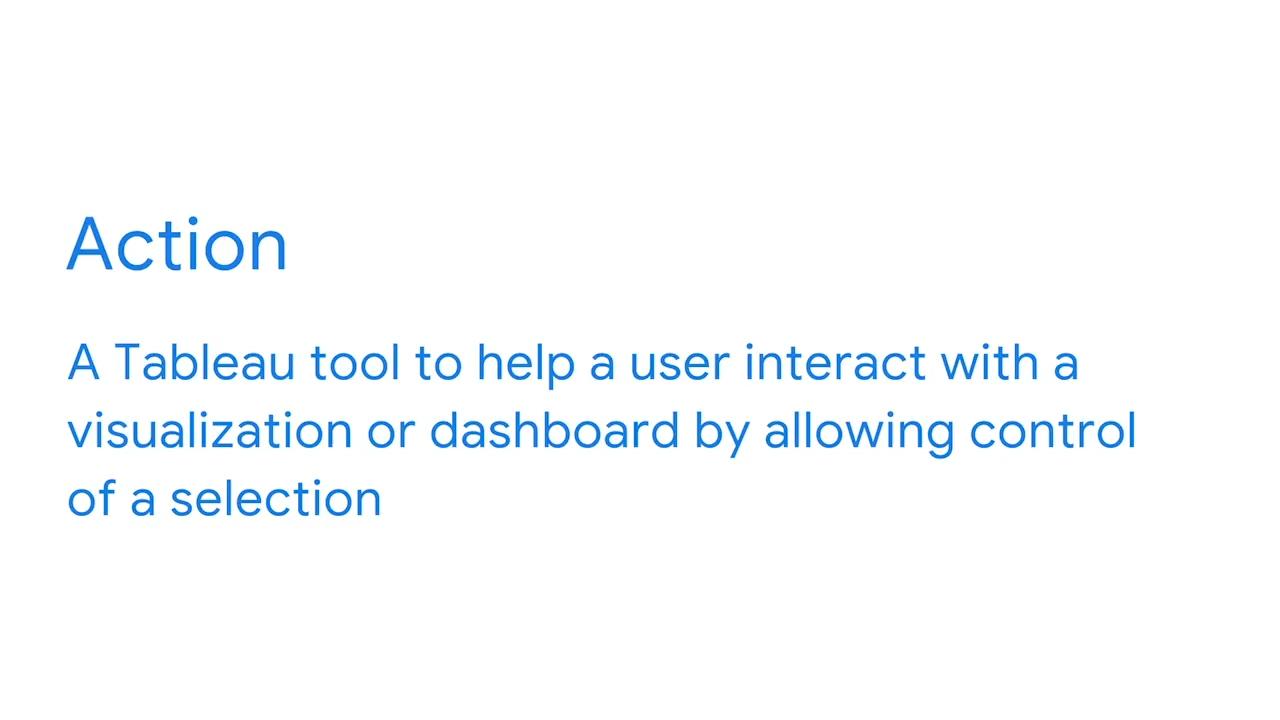 Action
A Tableau tool to help a user interact with a
visualization or dashboard by allowing control
of a selection